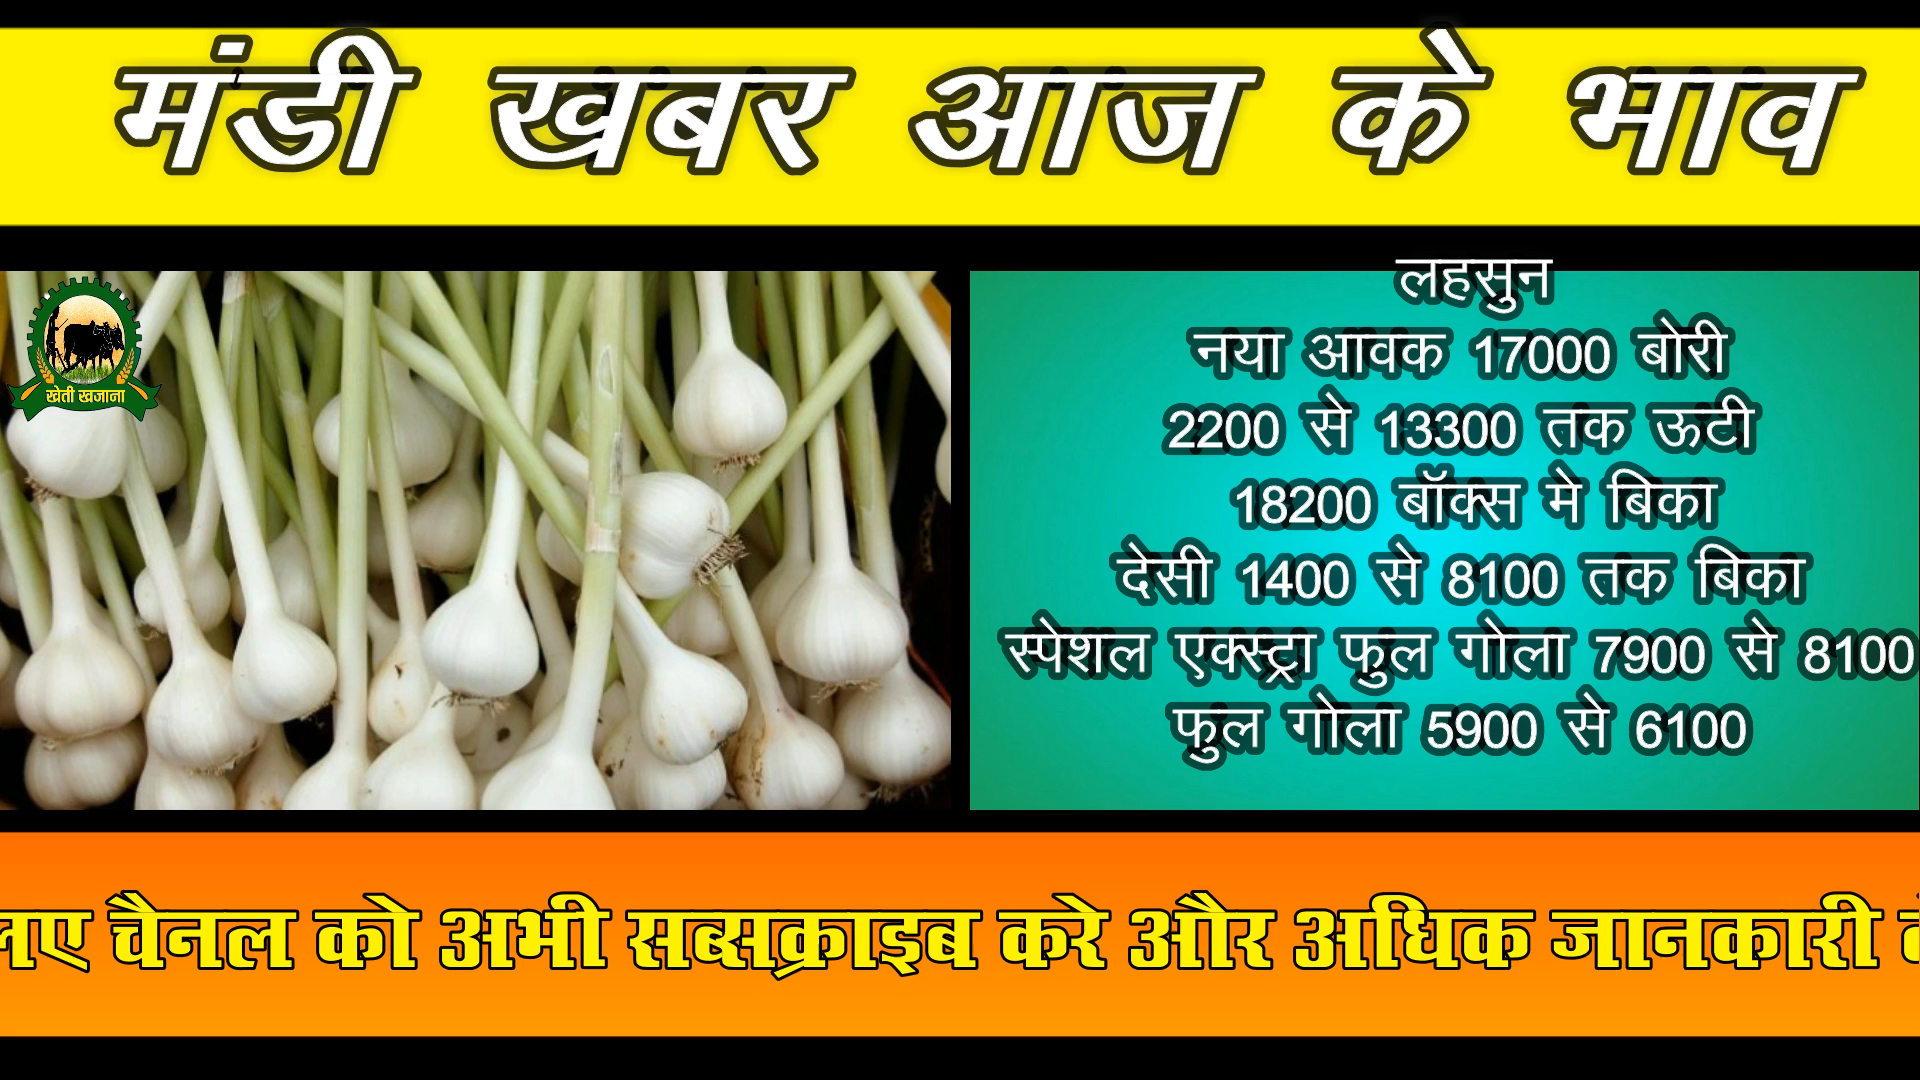 मंडी खबर आज के भाव
खेती खजाना
लहसुन
नया आवक 17000 बोरी
2200 से 13300 तक ऊटी
18200 बॉक्स मे बिका
देसी 1400 से 8100 तक बिका
स्पेशल एक्स्ट्रा फुल गोला 7900 से 8100
फुल गोला 5900 से 6100
चैनल को अभी सब्सक्राइब करे और अधिक जानकारी